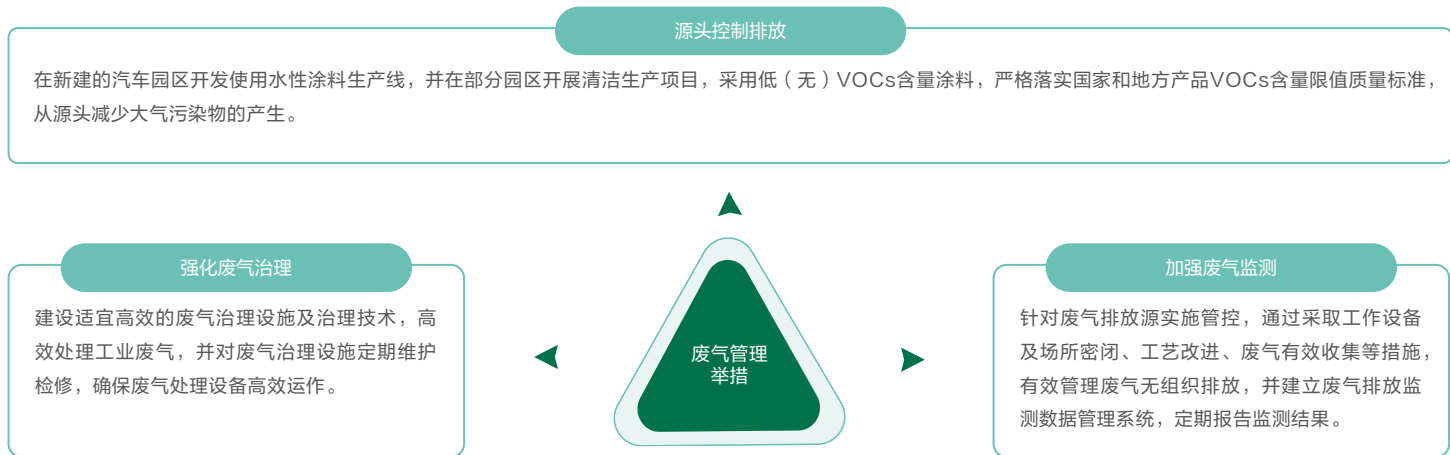 源头控制排放
在新建的汽车园区开发使用水性涂料生产线，并在部分园区开展清洁生产项目，采用低（无）VOCs含量涂料，严格落实国家和地方产品VOCs含量限值质量标准，
从源头减少大气污染物的产生。
强化废气治理
建设适宜高效的废气治理设施及治理技术，高
效处理工业废气，并对废气治理设施定期维护
检修，确保废气处理设备高效运作。
废气管理
举措
加强废气监测
针对废气排放源实施管控，通过采取工作设备
及场所密闭、工艺改进、废气有效收集等措施，
有效管理废气无组织排放，并建立废气排放监
测数据管理系统，定期报告监测结果。